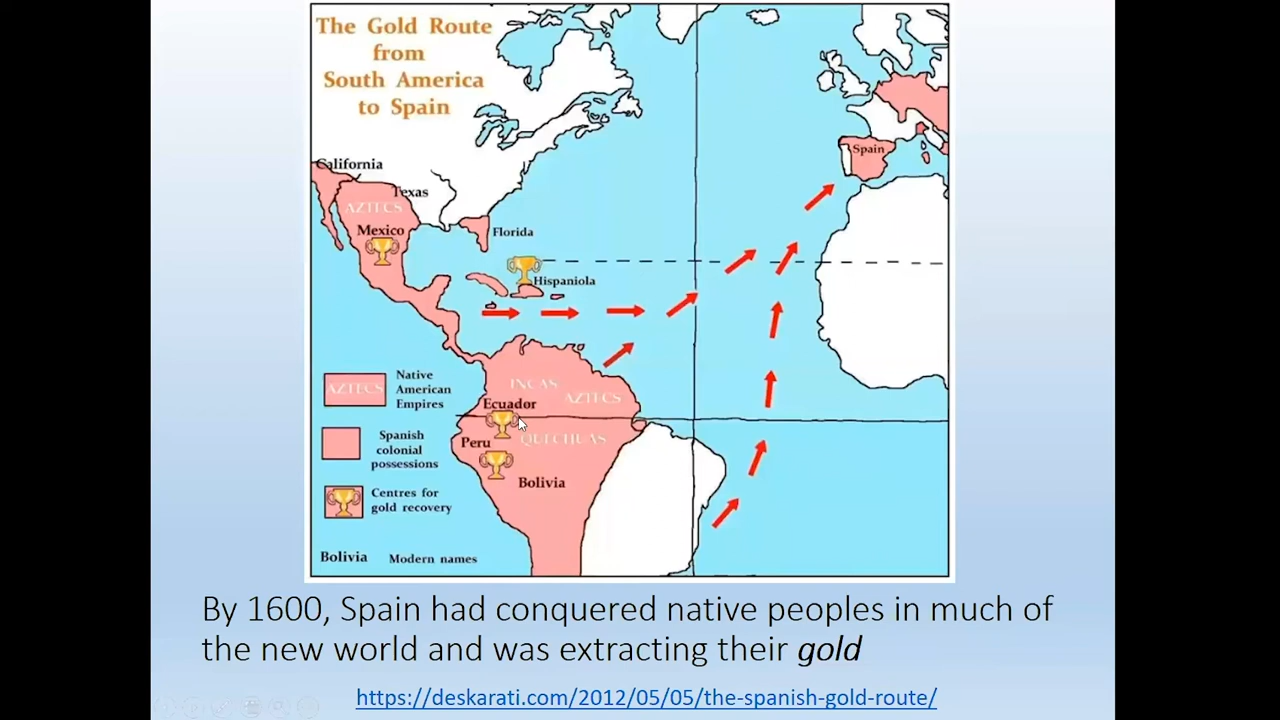 The Gold Route
from
South America
to Spain
California
Texas
AZTECS
Mexico
Florida
Hispaniola
Spain
INCAS
AZTECS
Ecuador
Peru
QUECHUAS
Bolivia
AZTECS
Native
American
Empires
Spanish
colonial
possessions
Centres for
gold recovery
Bolivia Modern names
By 1600, Spain had conquered native peoples in much of
the new world and was extracting their gold
https://deskarati.com/2012/05/05/the-spanish-gold-route/